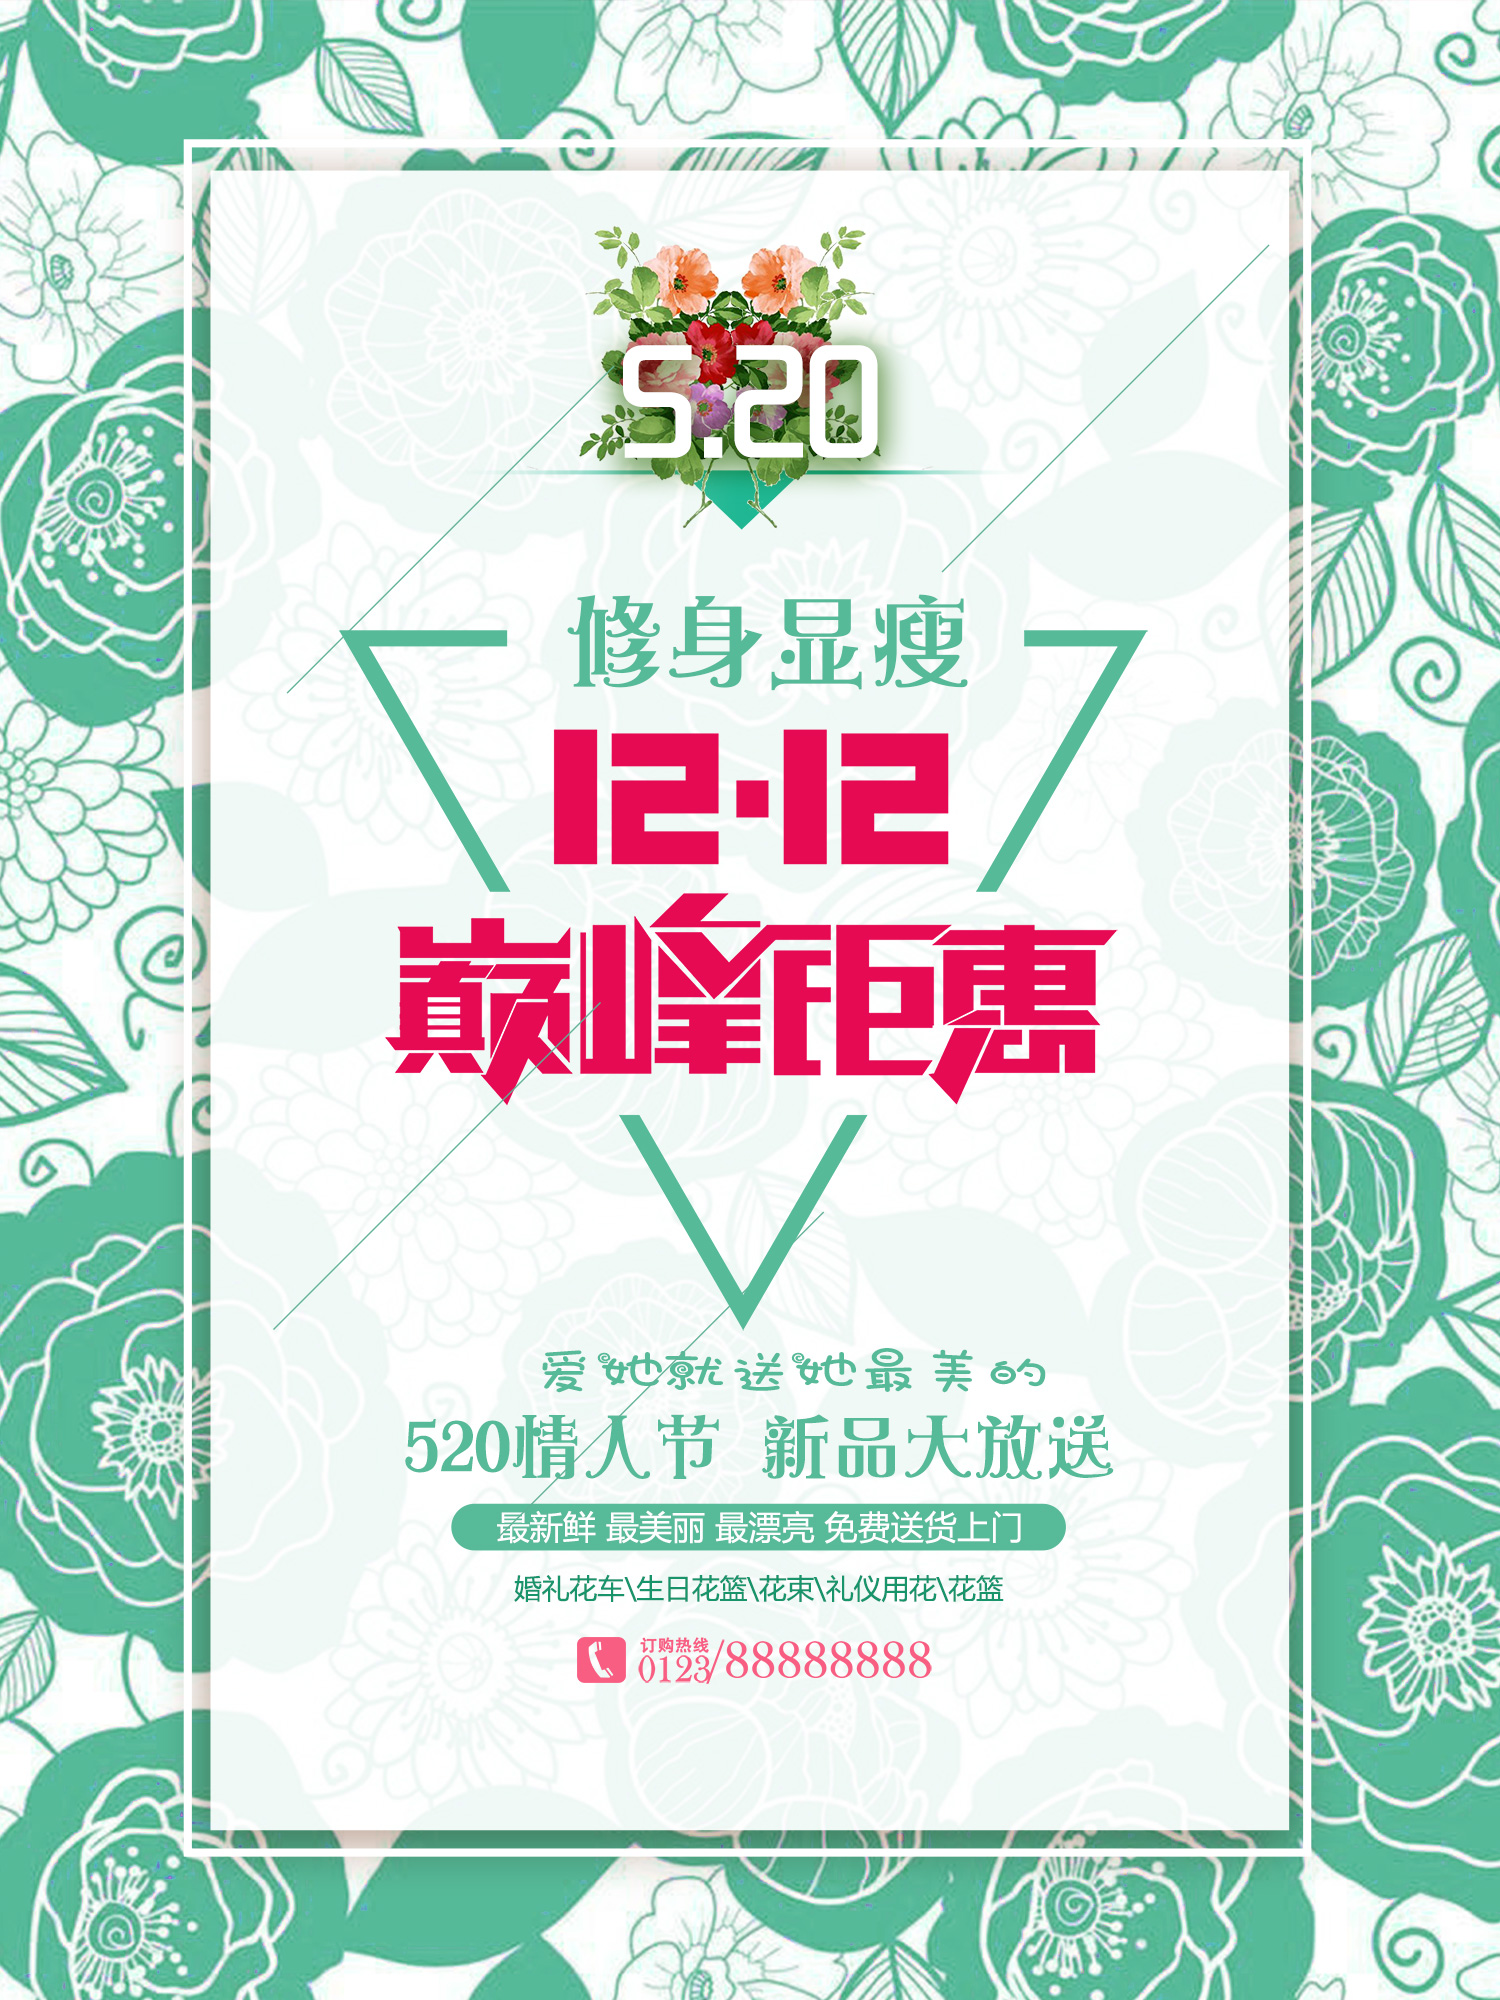 5.20
修身显瘦
12·12
巅峰钜惠
爱她就送她最美的
520情人节 新品大放送
最新鲜 最美丽 最漂亮 免费送货上门
婚礼花车\生日花篮\花束\礼仪用花\花篮
订购热线
0123/88888888